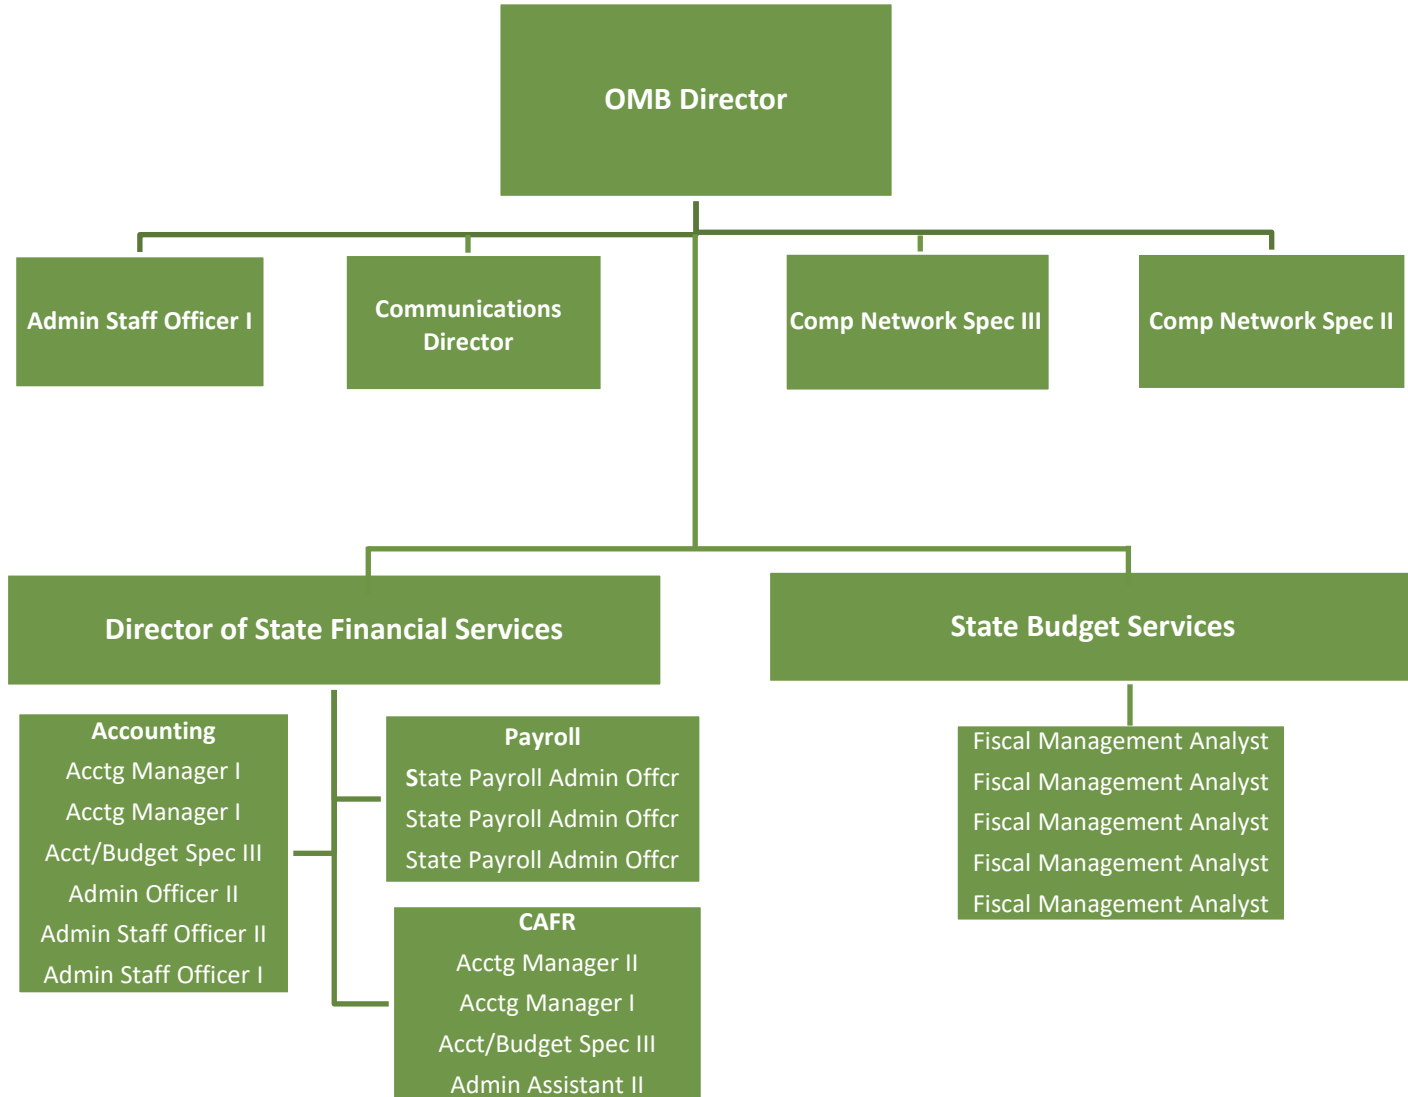 OMB Director
Admin Staff Officer I
Communications
Director
Comp Network Spec III
Comp Network Spec II
Director of State Financial Services
State Budget Services
Accounting
Acctg Manager I
Acctg Manager I
Acct/Budget Spec III
Admin Officer II
Admin Staff Officer II
Admin Staff Officer I
Payroll
State Payroll Admin Offcr
State Payroll Admin Offcr
State Payroll Admin Offcr
CAFR
Acctg Manager II
Acctg Manager I
Acct/Budget Spec III
Admin Assistant II
Fiscal Management Analyst
Fiscal Management Analyst
Fiscal Management Analyst
Fiscal Management Analyst
Fiscal Management Analyst